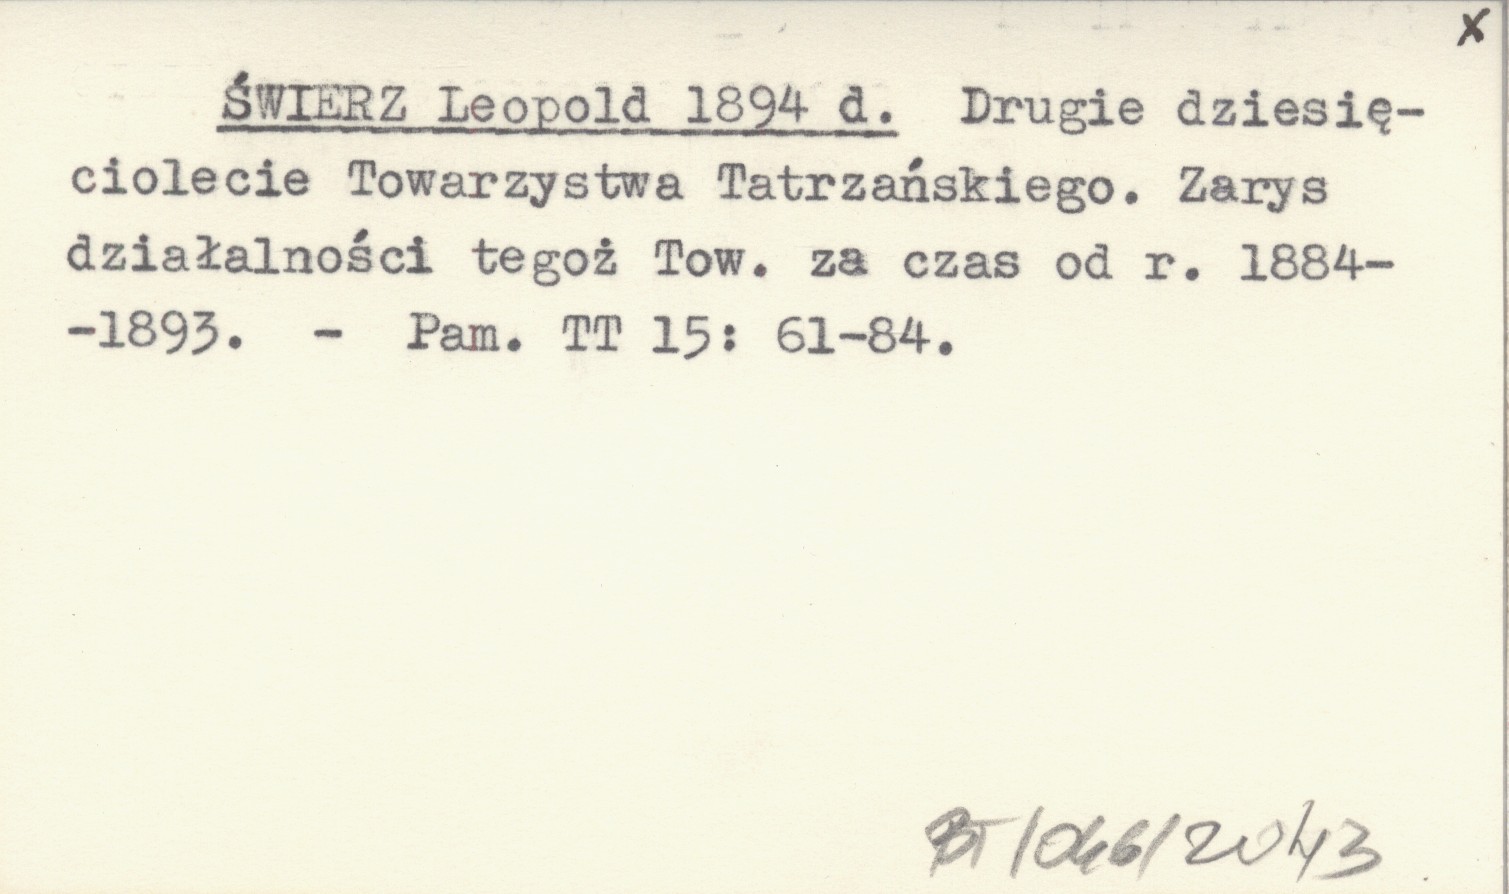 x
ŚWIERZ Leopold 1894 d. Drugie dziesię-
ciolecie Towarzystwa Tatrzańskiego. Zarys
działalności tegoż Tow. za czas od r. 1884-
-1893. - Pam. TT 15: 61-84.
BT/046/2043